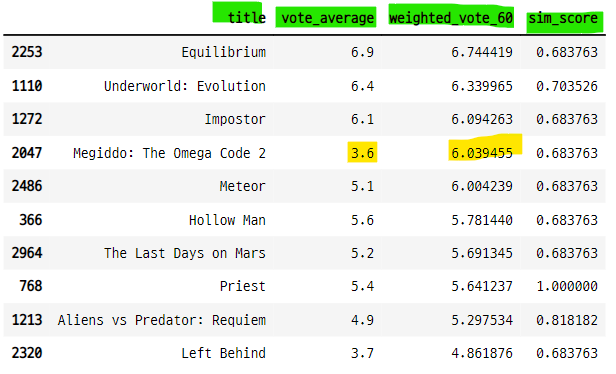 title vote_average weighted_vote_60 sim_score
2253 Equilibrium 6.9 6.744419 0.683763
1110 Underworld: Evolution 6.4 6.339965 0.703526
1272 Impostor 6.1 6.094263 0.683763
2047 Megiddo: The Omega Code 2 3.6 6.039455 0.683763
2486 Meteor 5.1 6.004239 0.683763
366 Hollow Man 5.6 5.781440 0.683763
2964 The Last Days on Mars 5.2 5.691345 0.683763
768 Priest 5.4 5.641237 1.000000
1213 Aliens vs Predator: Requiem 4.9 5.297534 0.818182
2320 Left Behind 3.7 4.861876 0.683763